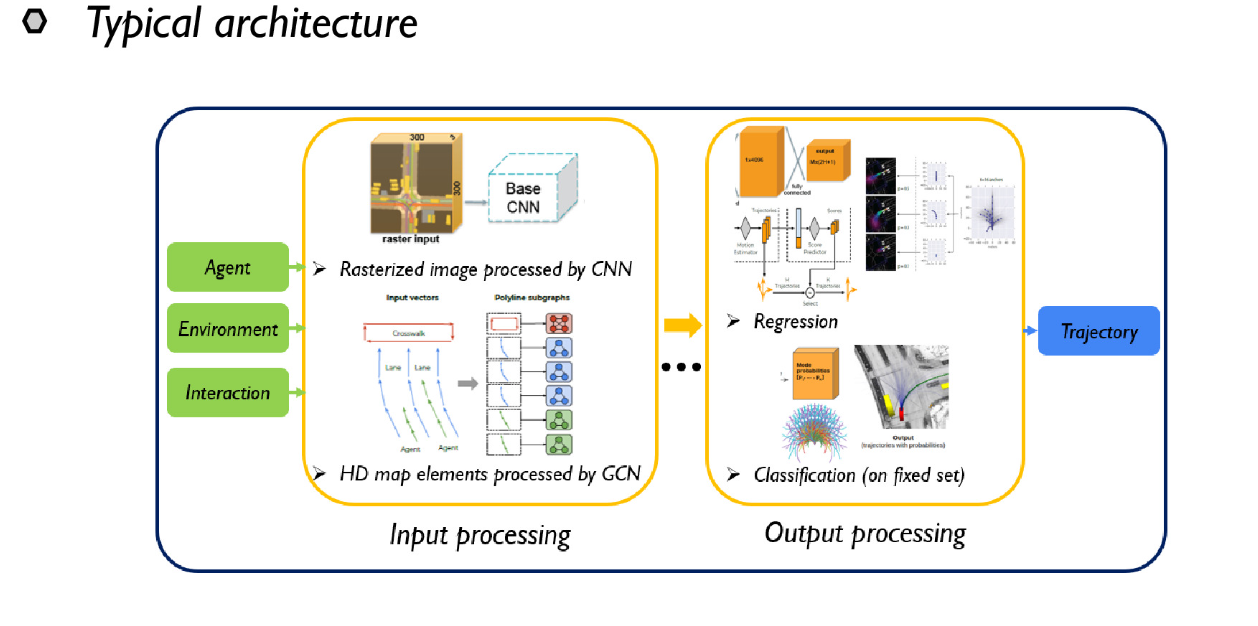 Typical architecture
300
5
300
raster input
Base
CNN
Rasterized image processed by CNN
Agent
Environment
Interaction
Input vectors
Polyline subgraphs
Crosswalk
Lane
Lane
Agent
Agent
HD map elements processed by GCN
Input processing
output
fully
connected
Trajectories
Scores
Motion
Estimator
Score
Predictor
M
Trajectories
K
Trajectories
Select
Regression
Mode
probabilities
Output
(trajectories with probabilities)
Classification (on fixed set)
Output processing
Trajectory